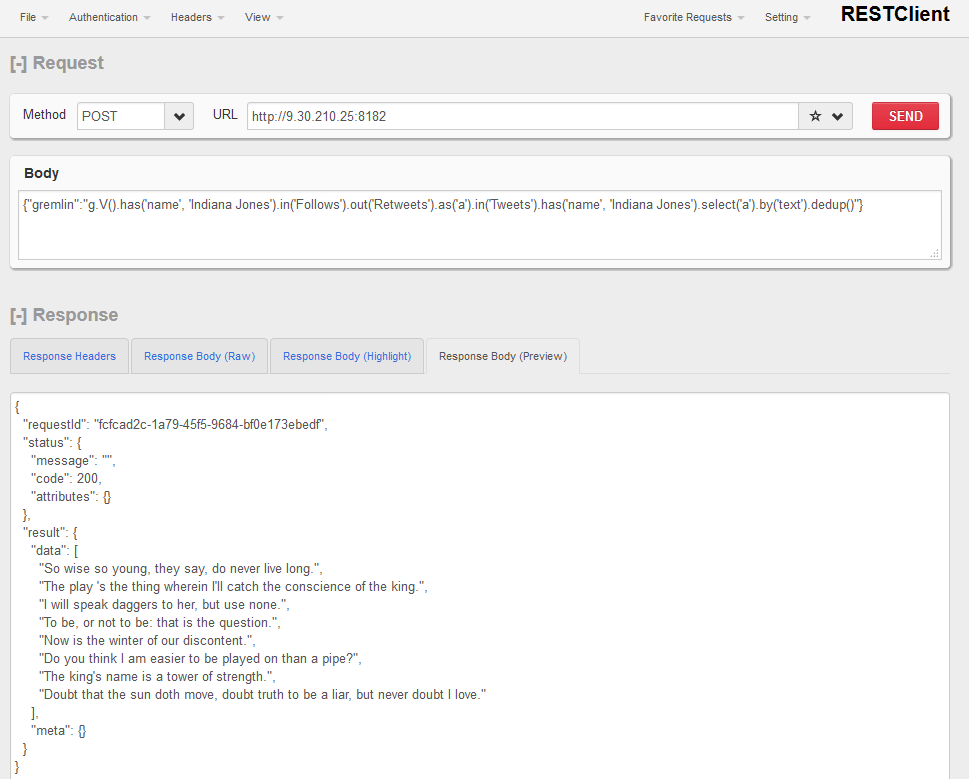 File Authentication Headers View Favorite Requests Setting RESTClient
[-] Request
Method POST URL http://9.30.210.25:8182 SEND
Body
{"gremlin":"g.V().has('name', 'Indiana Jones').in('Follows').out('Retweets').as('a').in('Tweets').has('name', 'Indiana Jones').select('a').by('text').dedup()"}
[-] Response
Response Headers Response Body (Raw) Response Body (Highlight) Response Body (Preview)
{
"requestId": "fcfcad2c-1a79-45f5-9684-bf0e173ebedf",
"status": {
"message": "",
"code": 200,
"attributes": {}
},
"result": {
"data": [
"So wise so young, they say, do never live long.",
"The play 's the thing wherein I'll catch the conscience of the king.",
"I will speak daggers to her, but use none.",
"To be, or not to be: that is the question.",
"Now is the winter of our discontent.",
"Do you think I am easier to be played on than a pipe?",
"The king's name is a tower of strength.",
"Doubt that the sun doth move, doubt truth to be a liar, but never doubt I love."
],
"meta": {}
}
}